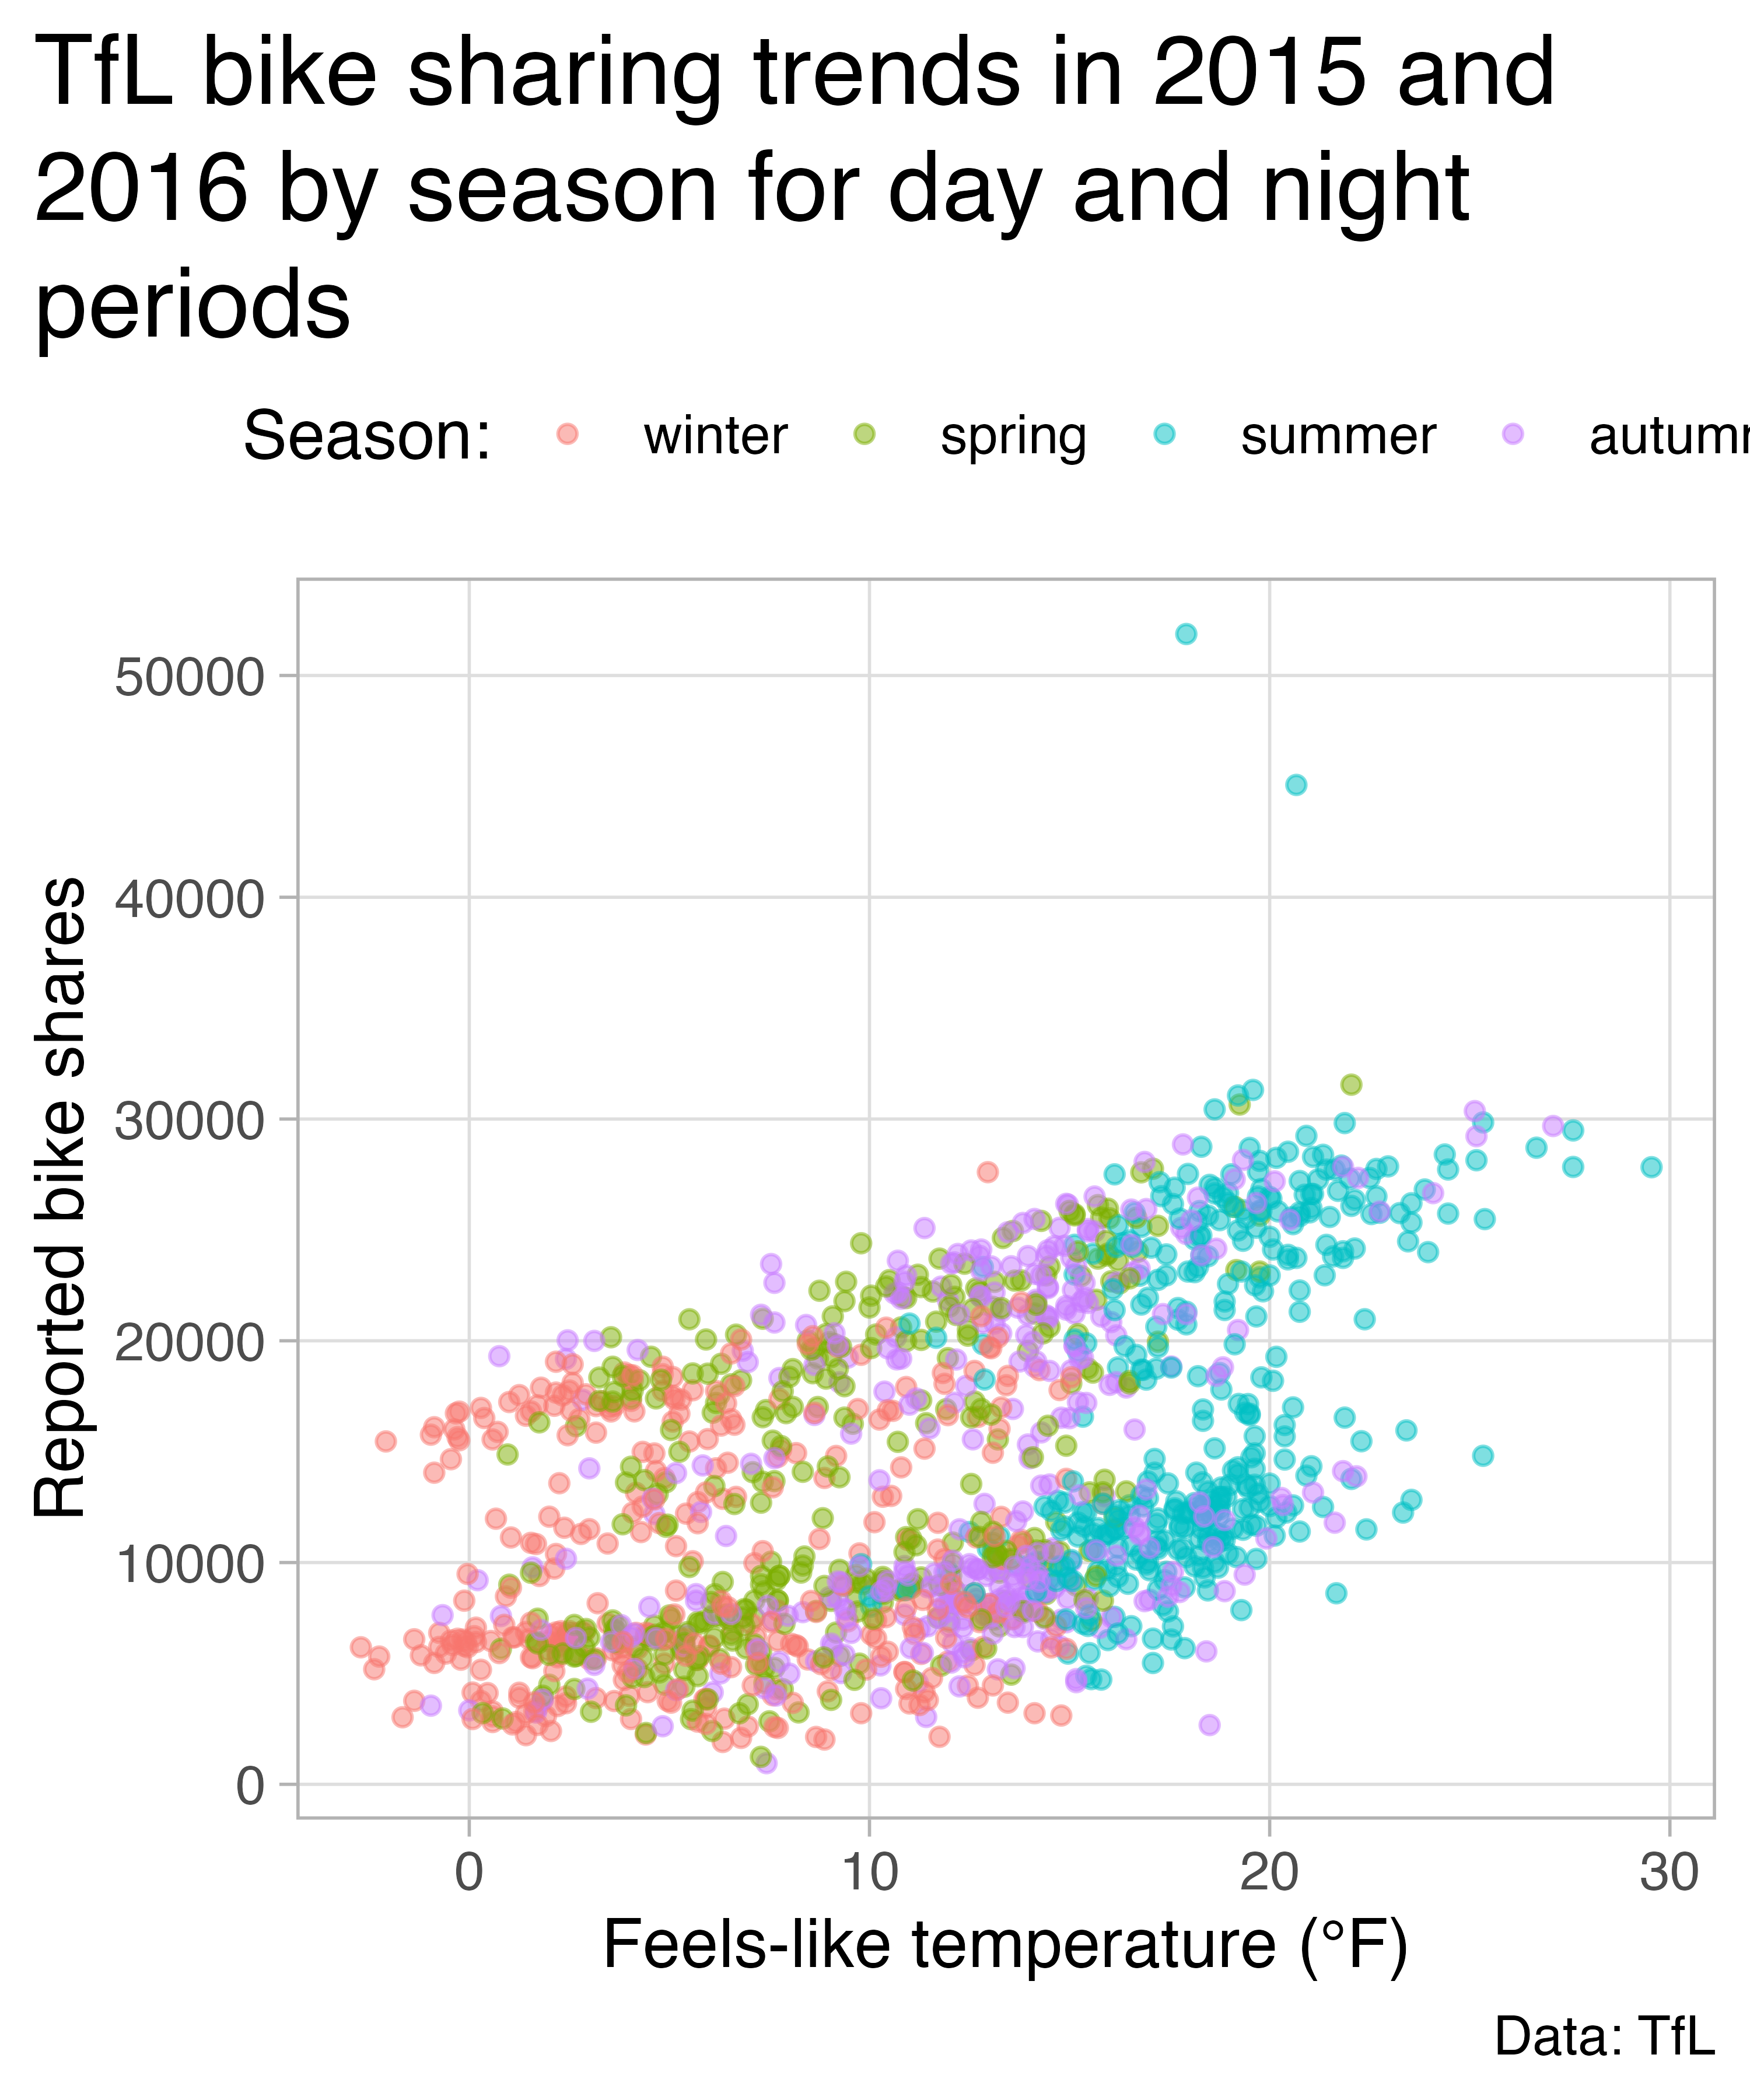 TfL bike sharing trends in 2015 and
2016 by season for day and night
periods
Season: winter spring summer autumn
50000
40000
30000
20000
10000
0
Reported bike shares
0 10 20 30
Feels-like temperature (°F)
Data: TfL